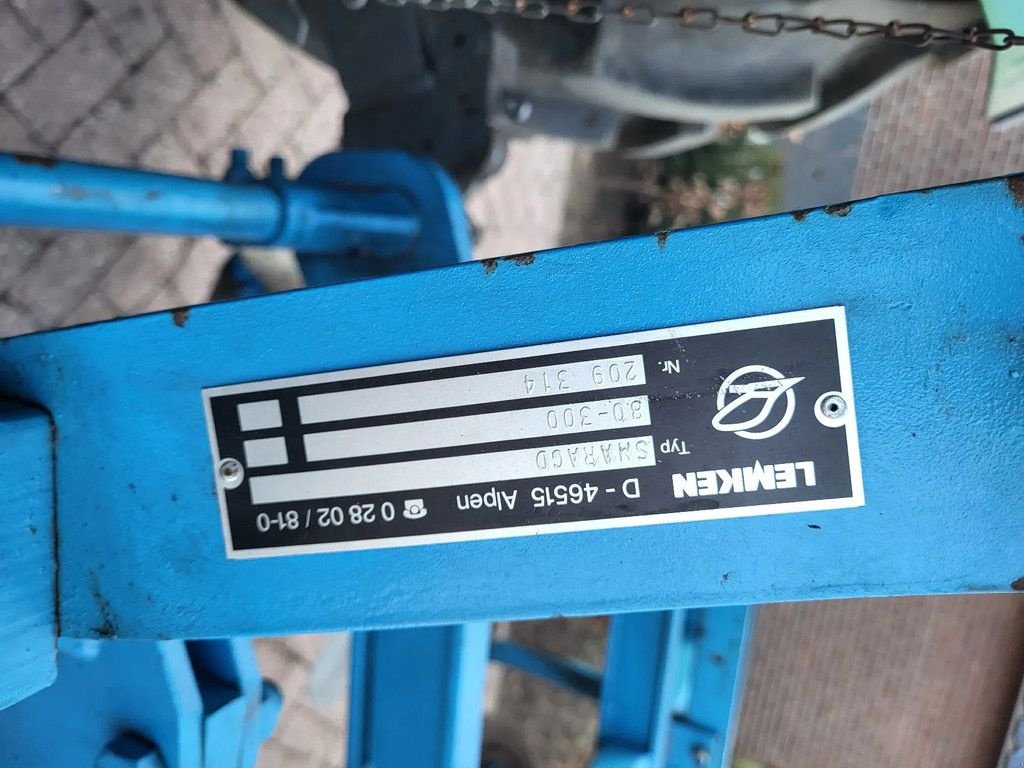 LEMKEN
D - 46515 Alpen ☎ 0 28 02 / 81-0
Typ SMARAGD
80-300
Nr. 209 314